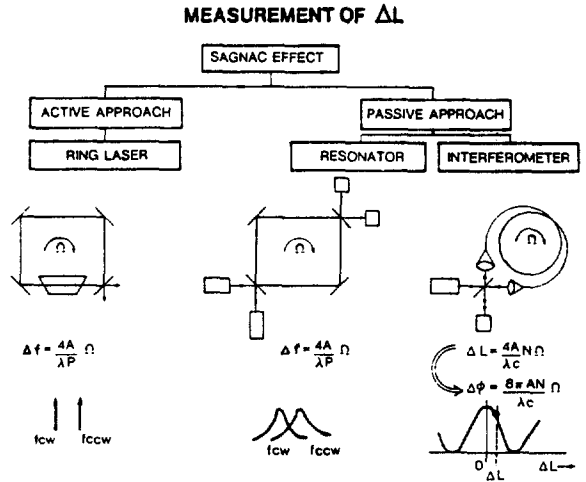 MEASUREMENT OF ΔL
SAGNAC EFFECT
ACTIVE APPROACH
PASSIVE APPROACH
RING LASER
RESONATOR
INTERFEROMETER
Ω
Ω
Ω
Δf = 4A/λP Ω
Δf = 4A/λP Ω
ΔL = 4A/λc NΩ
Δϕ = 8πAN/λc Ω
fcw fccw
fcw fccw
0 ΔL ΔL